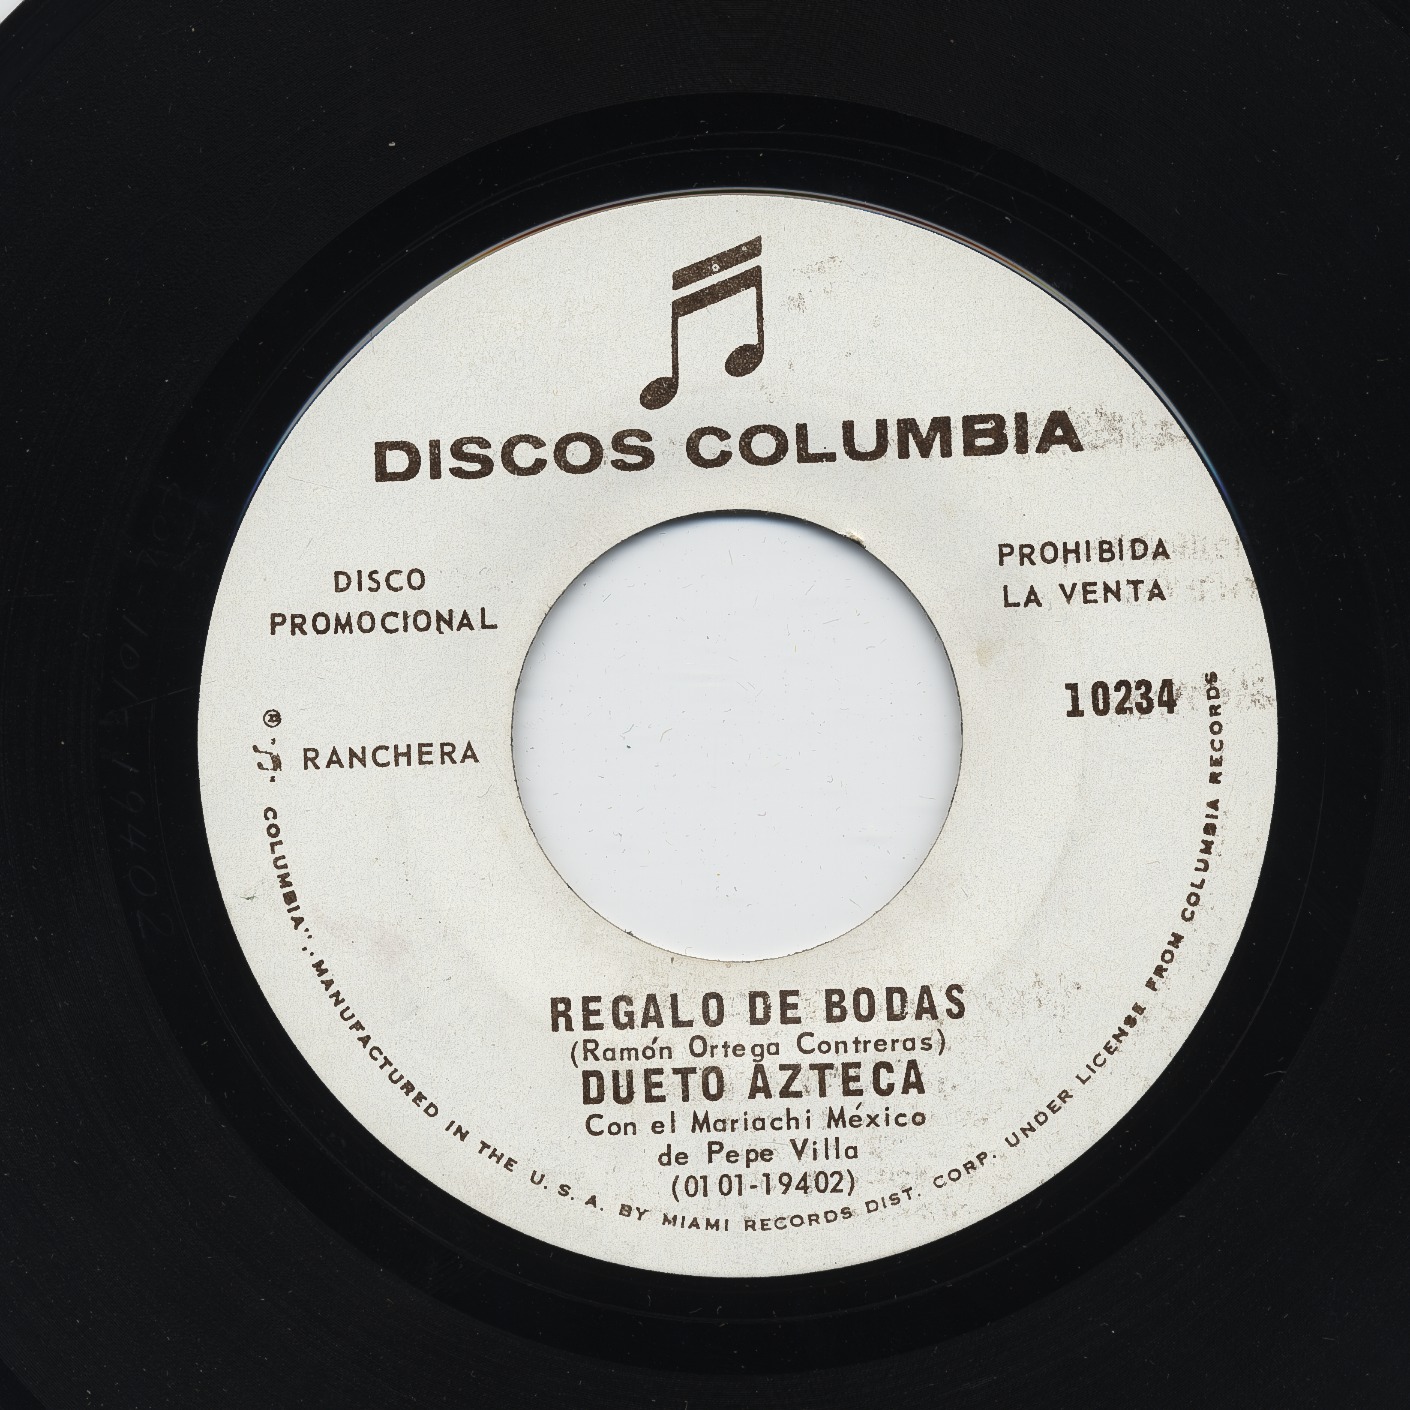 DISCOS COLUMBIA
DISCO
PROMOCIONAL
PROHIBIDA
LA VENTA
10234
RANCHERA
REGALO DE BODAS
(Ramón Ortega Contreras)
DUETO AZTECA
Con el Mariachi México
de Pepe Villa
(0101-19402)
® COLUMBIA". MANUFACTURED IN THE U. S. A. BY MIAMI RECORDS DIST. CORP. UNDER LICENSE FROM COLUMBIA RECORDS